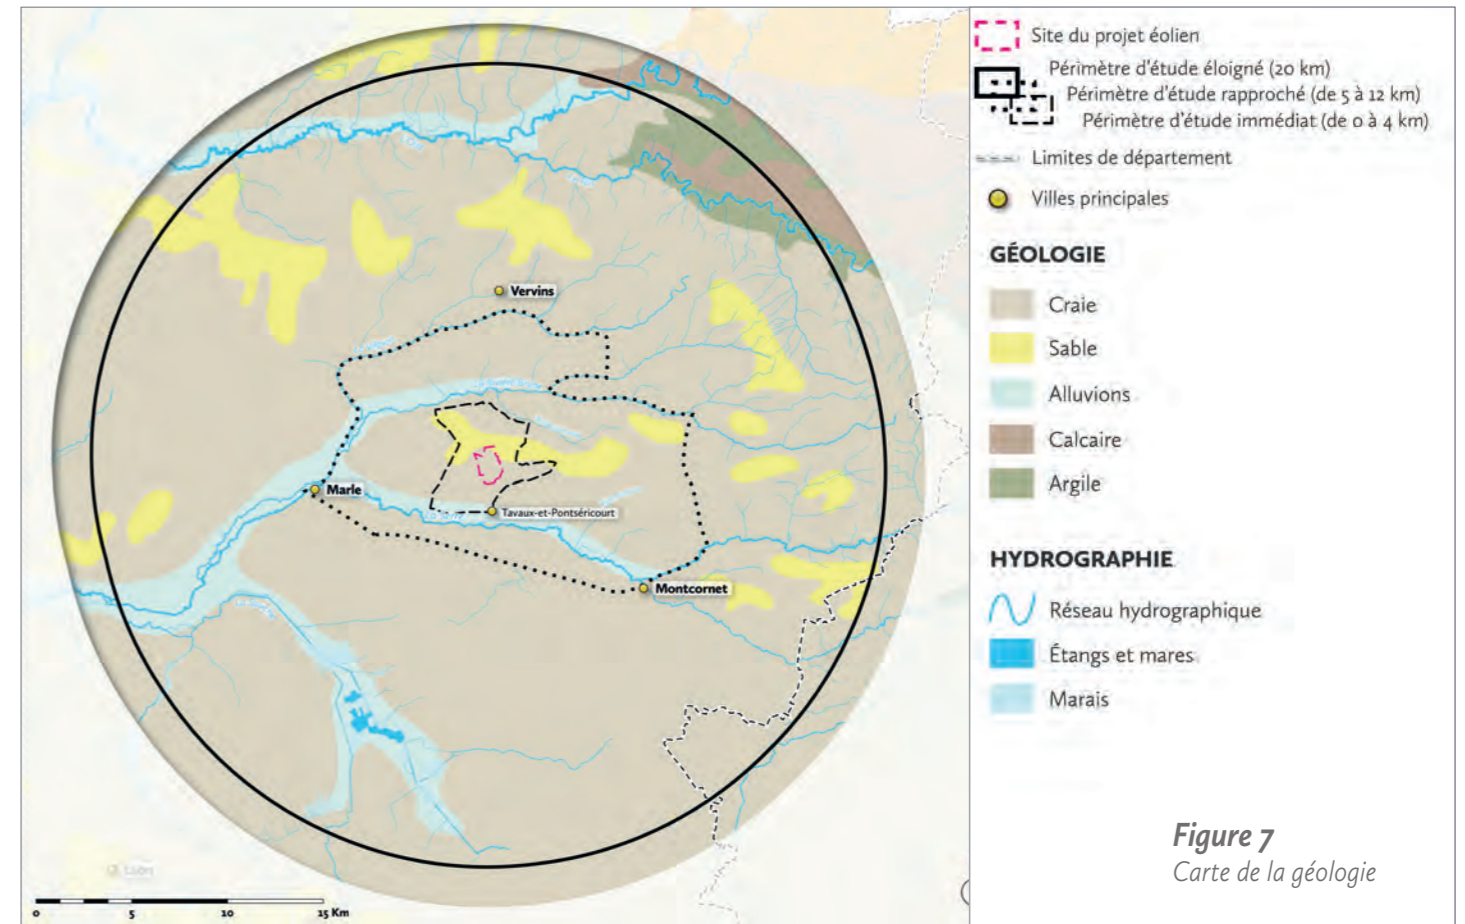 Vervins
Marle
Tavaux-et-Pontséricourt
Montcornet
Laon
0 5 10 15 Km
Site du projet éolien
Périmètre d'étude éloigné (20 km)
Périmètre d'étude rapproché (de 5 à 12 km)
Périmètre d'étude immédiat (de 0 à 4 km)
Limites de département
Villes principales
GÉOLOGIE
Craie
Sable
Alluvions
Calcaire
Argile
HYDROGRAPHIE
Réseau hydrographique
Étangs et mares
Marais
Figure 7
Carte de la géologie